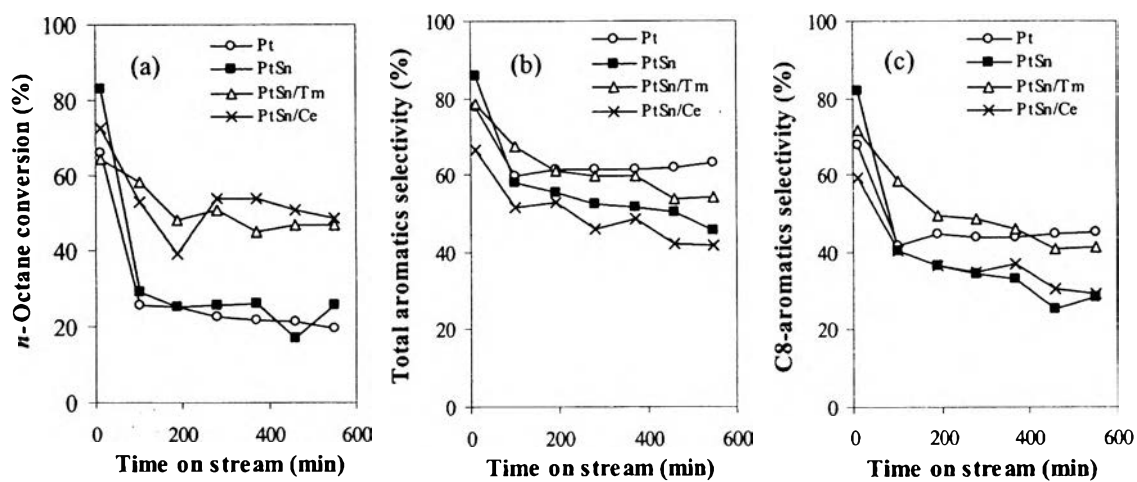 100
80
60
40
20
0
n-Octane conversion (%)
(a)
Pt
PtSn
PtSn/Tm
PtSn/Ce
0 200 400 600
Time on stream (min)
100
80
60
40
20
0
Total aromatics selectivity (%)
(b)
Pt
PtSn
PtSn/Tm
PtSn/Ce
0 200 400 600
Time on stream (min)
100
80
60
40
20
0
C8-aromatics selectivity (%)
(c)
Pt
PtSn
PtSn/Tm
PtSn/Ce
0 200 400 600
Time on stream (min)